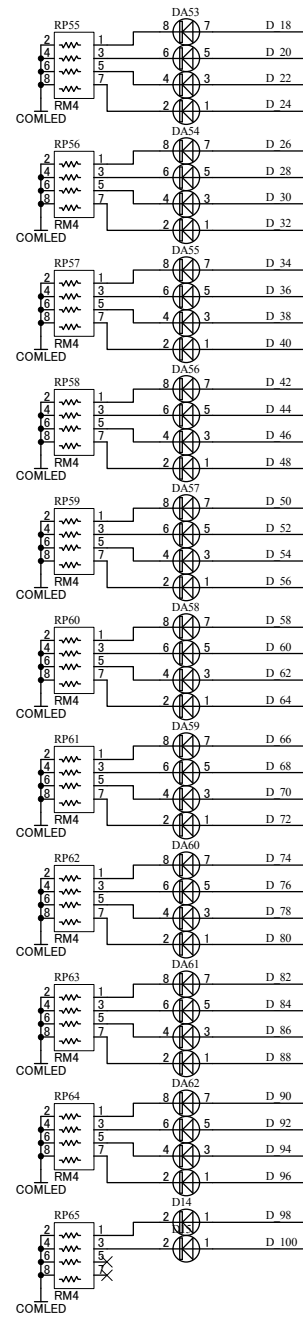 DA53
RP55 8 7 D_18
2 1
4 3 6 5 D_20
6 5 4 3 D_22
8 7
RM4 2 1 D_24
COMLED
DA54
RP56 8 7 D_26
2 1
4 3 6 5 D_28
6 5 4 3 D_30
8 7
RM4 2 1 D_32
COMLED
DA55
RP57 8 7 D_34
2 1
4 3 6 5 D_36
6 5 4 3 D_38
8 7
RM4 2 1 D_40
COMLED
DA56
RP58 8 7 D_42
2 1
4 3 6 5 D_44
6 5 4 3 D_46
8 7
RM4 2 1 D_48
COMLED
DA57
RP59 8 7 D_50
2 1
4 3 6 5 D_52
6 5 4 3 D_54
8 7
RM4 2 1 D_56
COMLED
DA58
RP60 8 7 D_58
2 1
4 3 6 5 D_60
6 5 4 3 D_62
8 7
RM4 2 1 D_64
COMLED
DA59
RP61 8 7 D_66
2 1
4 3 6 5 D_68
6 5 4 3 D_70
8 7
RM4 2 1 D_72
COMLED
DA60
RP62 8 7 D_74
2 1
4 3 6 5 D_76
6 5 4 3 D_78
8 7
RM4 2 1 D_80
COMLED
DA61
RP63 8 7 D_82
2 1
4 3 6 5 D_84
6 5 4 3 D_86
8 7
RM4 2 1 D_88
COMLED
DA62
RP64 8 7 D_90
2 1
4 3 6 5 D_92
6 5 4 3 D_94
8 7
RM4 2 1 D_96
COMLED
D14
RP65 2 1 D_98
2 1
D15
4 3 2 1 D_100
6 5
8 7
RM4
COMLED